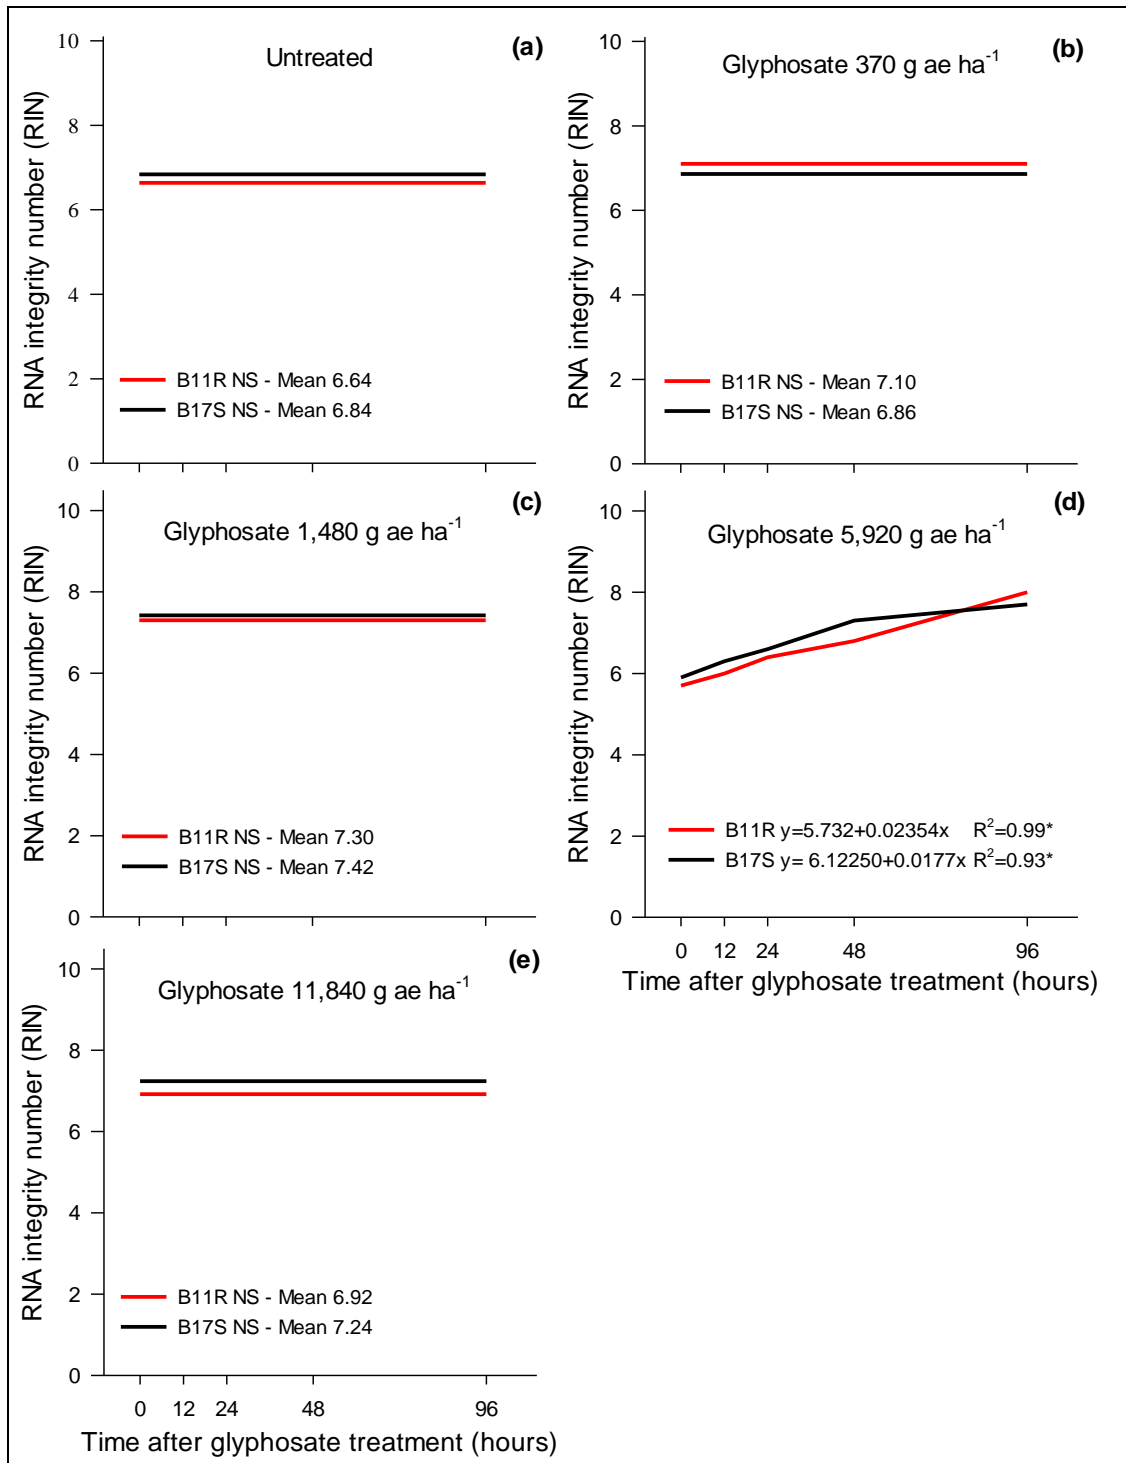 (a)
Untreated
RNA integrity number (RIN)
10
8
6
4
2
0
B11R NS - Mean 6.64
B17S NS - Mean 6.84
(b)
Glyphosate 370 g ae ha⁻¹
RNA integrity number (RIN)
10
8
6
4
2
0
B11R NS - Mean 7.10
B17S NS - Mean 6.86
(c)
Glyphosate 1,480 g ae ha⁻¹
RNA integrity number (RIN)
10
8
6
4
2
0
B11R NS - Mean 7.30
B17S NS - Mean 7.42
(d)
Glyphosate 5,920 g ae ha⁻¹
RNA integrity number (RIN)
10
8
6
4
2
0
B11R y=5.732+0.02354x R²=0.99*
B17S y= 6.12250+0.0177x R²=0.93*
0 12 24 48 96
Time after glyphosate treatment (hours)
(e)
Glyphosate 11,840 g ae ha⁻¹
RNA integrity number (RIN)
10
8
6
4
2
0
B11R NS - Mean 6.92
B17S NS - Mean 7.24
0 12 24 48 96
Time after glyphosate treatment (hours)